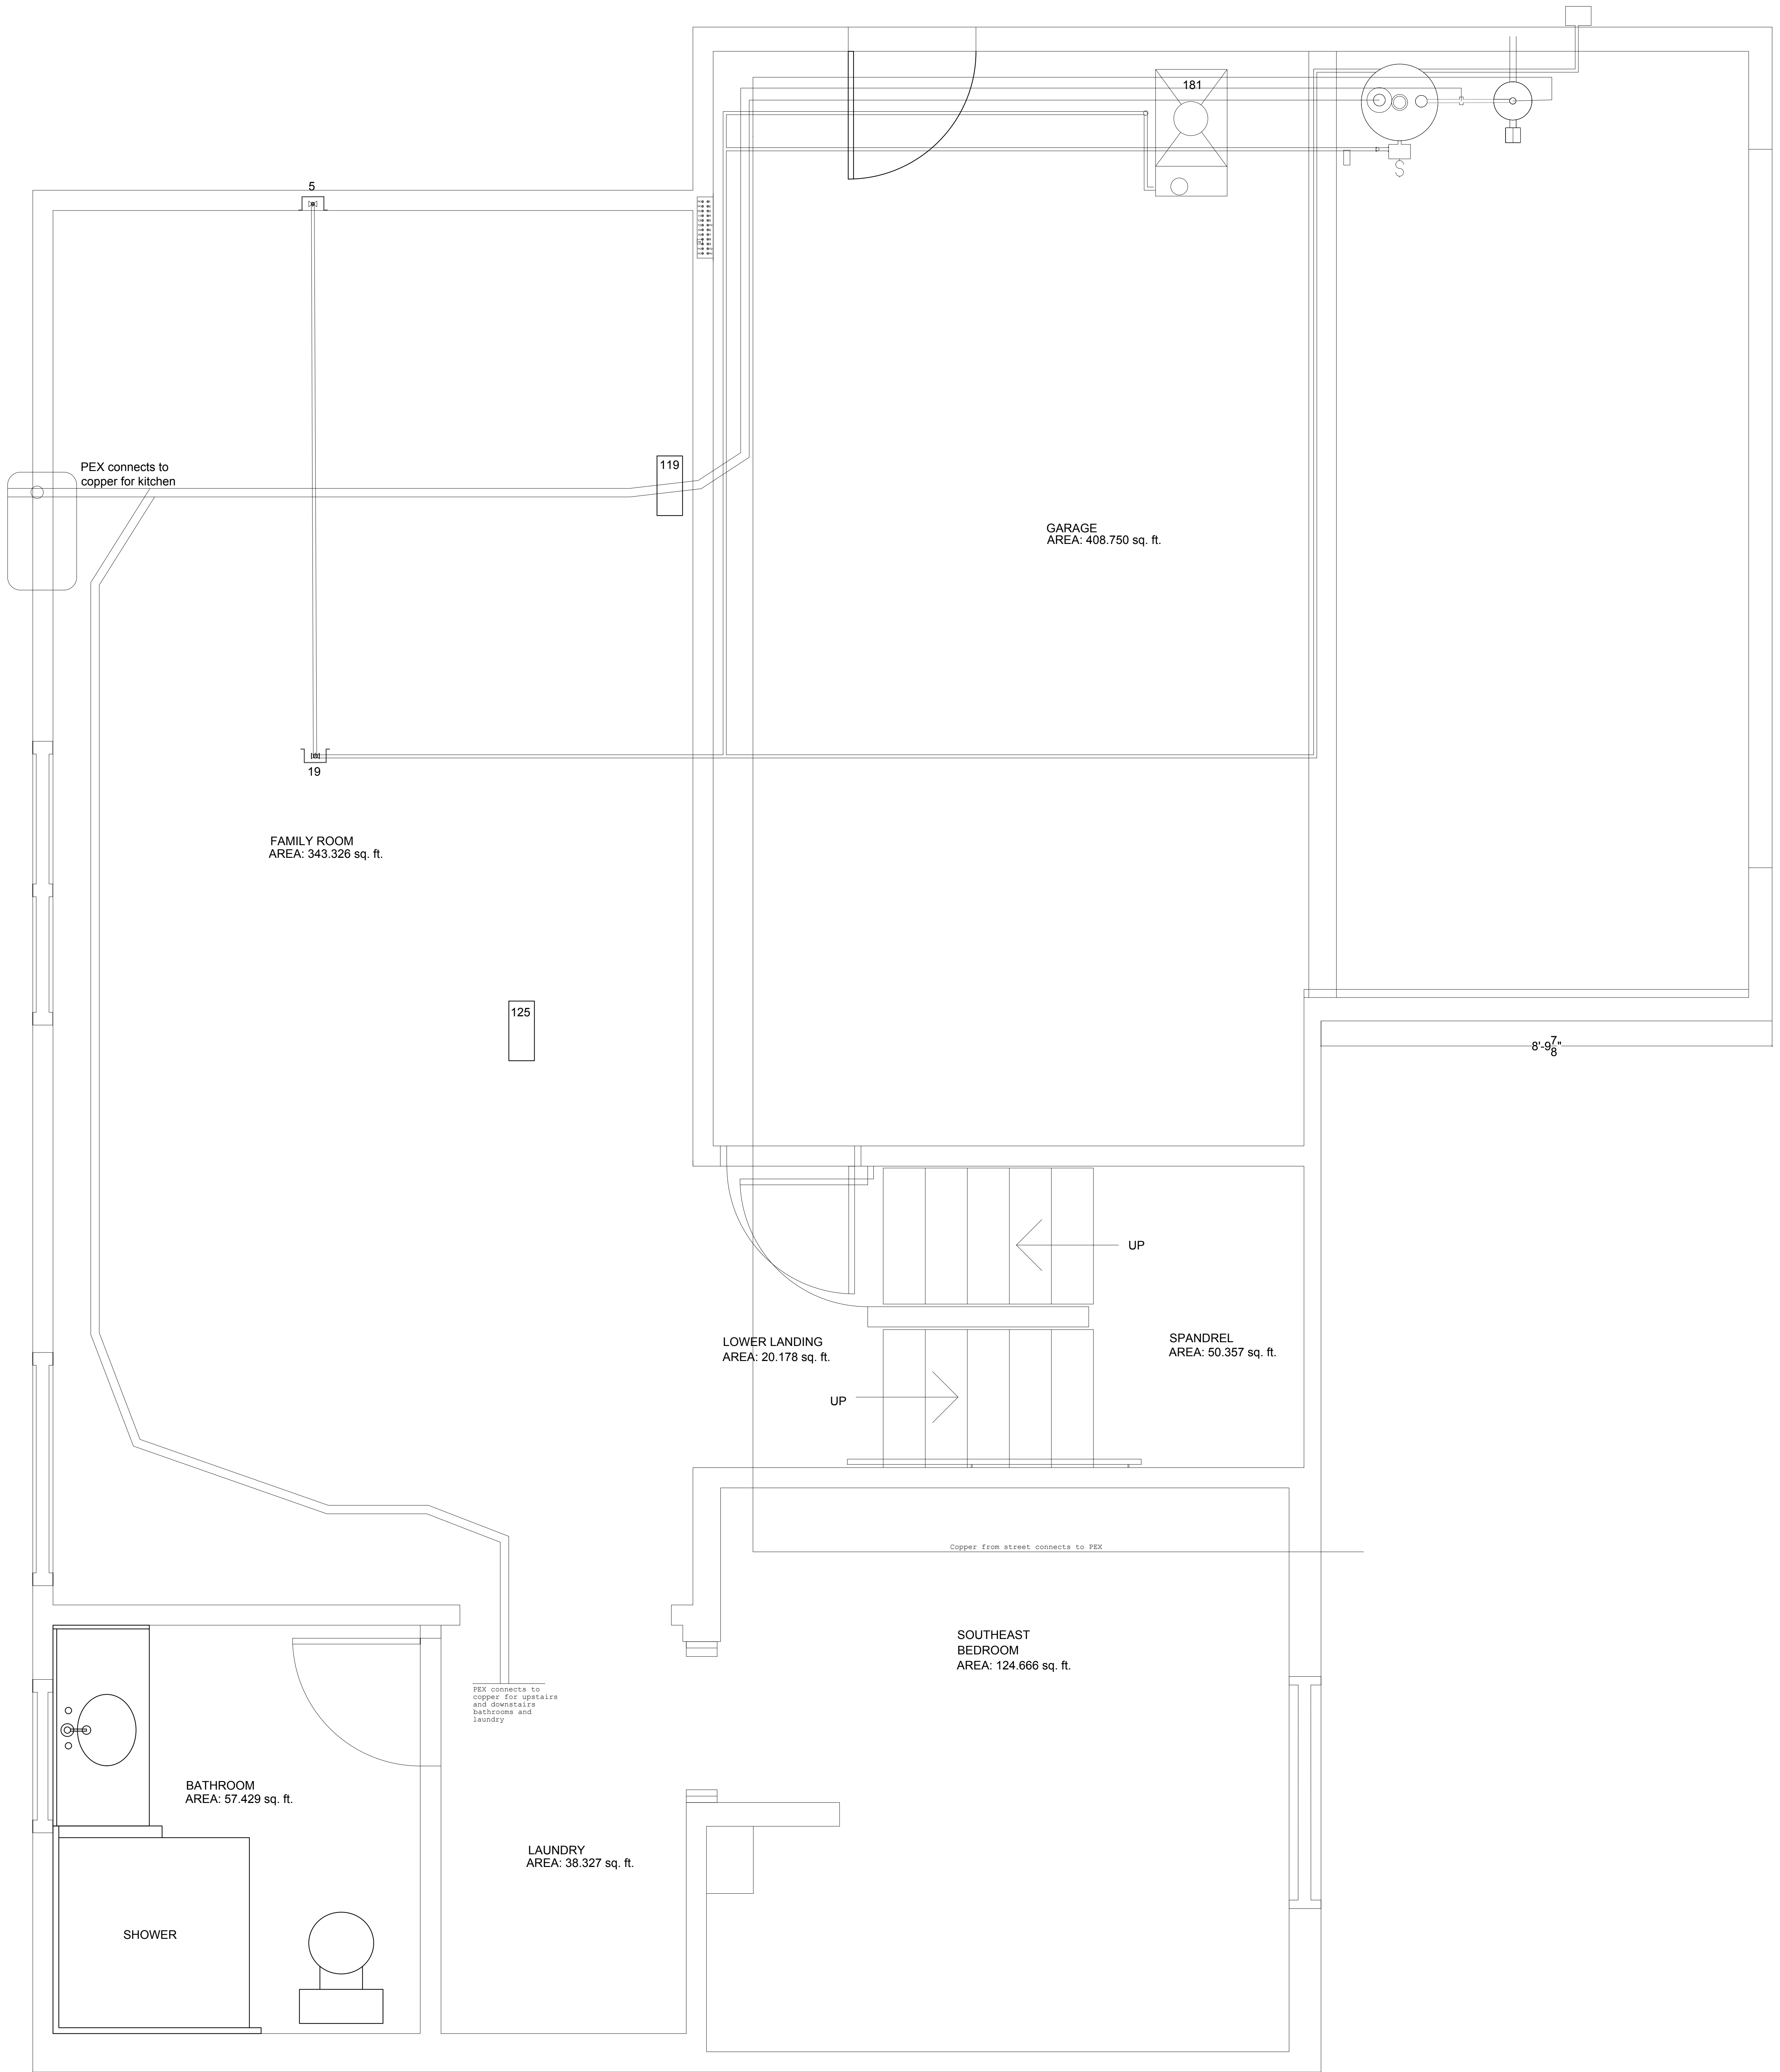 181
5
PEX connects to
copper for kitchen
119
GARAGE
AREA: 408.750 sq. ft.
19
FAMILY ROOM
AREA: 343.326 sq. ft.
125
8'-9 7/8"
UP
LOWER LANDING
AREA: 20.178 sq. ft.
SPANDREL
AREA: 50.357 sq. ft.
UP
Copper from street connects to PEX
SOUTHEAST
BEDROOM
AREA: 124.666 sq. ft.
PEX connects to
copper for upstairs
and downstairs
bathrooms and
laundry
BATHROOM
AREA: 57.429 sq. ft.
LAUNDRY
AREA: 38.327 sq. ft.
SHOWER